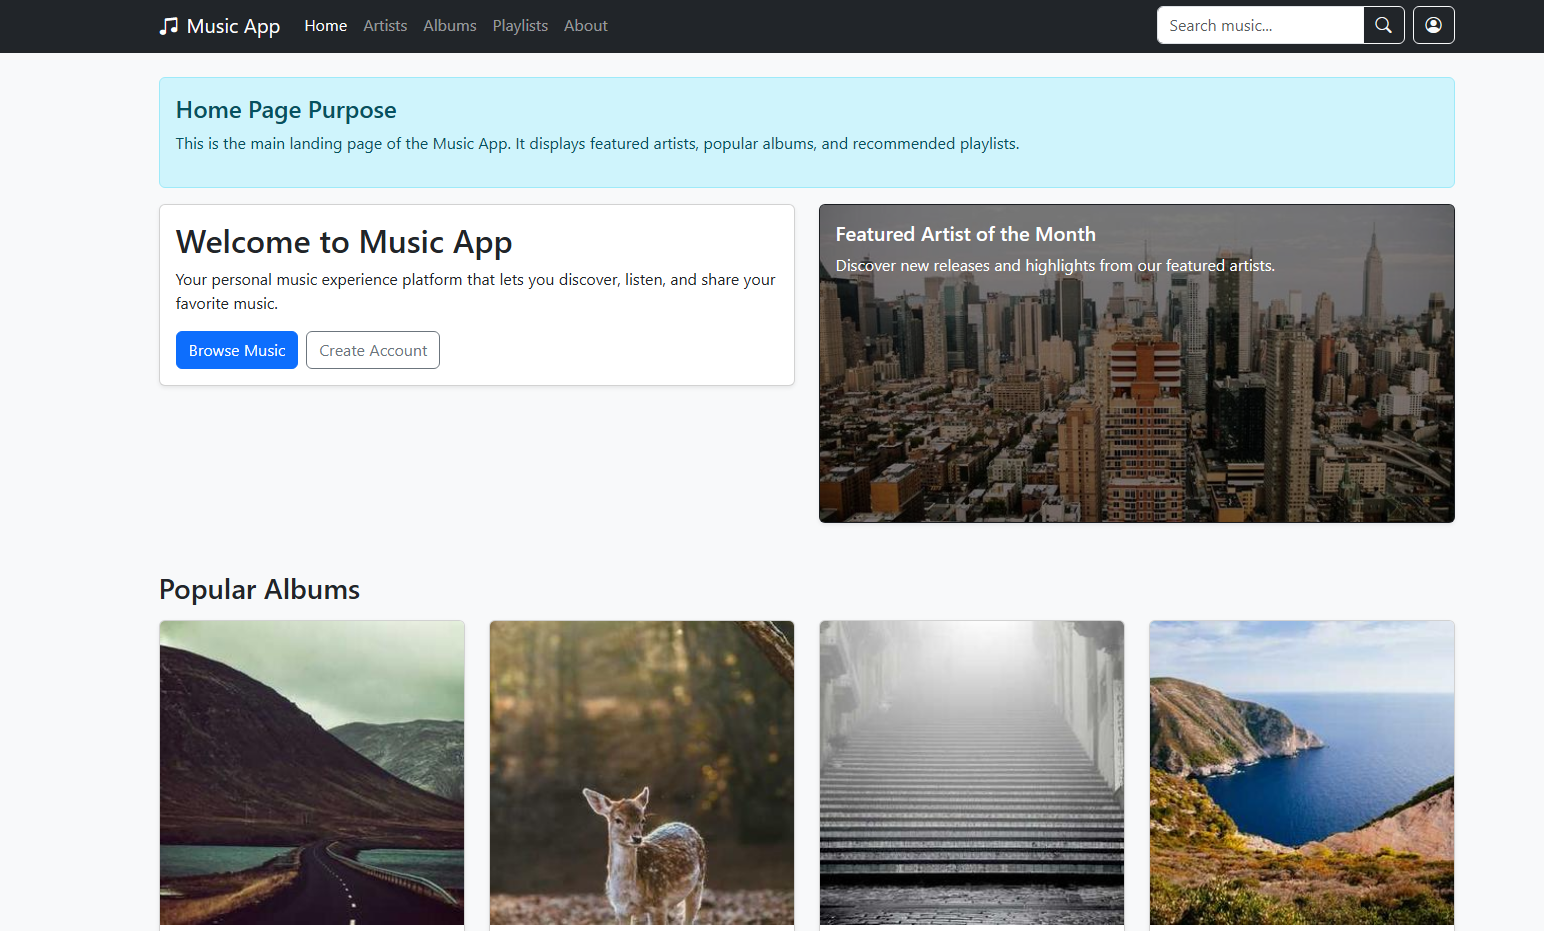 Music App
Home
Artists
Albums
Playlists
About
Search music...
Home Page Purpose
This is the main landing page of the Music App. It displays featured artists, popular albums, and recommended playlists.
Welcome to Music App
Your personal music experience platform that lets you discover, listen, and share your
favorite music.
Browse Music
Create Account
Featured Artist of the Month
Discover new releases and highlights from our featured artists.
Popular Albums